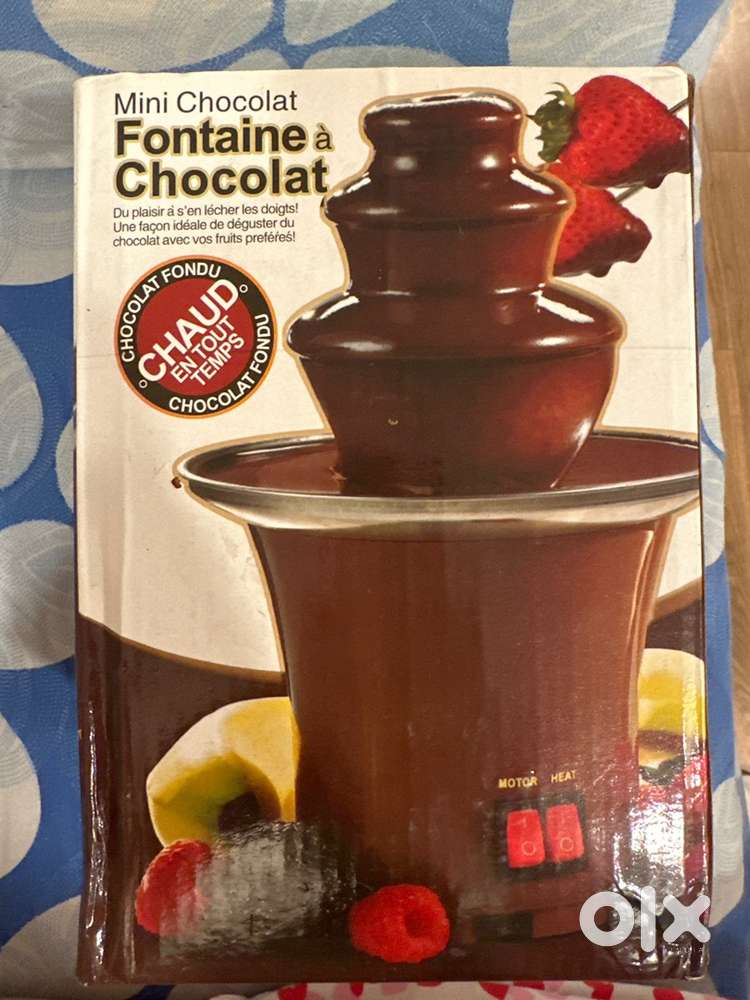 Mini Chocolat
Fontaine à
Chocolat
Du plaisir á s'en lécher les doigts!
Une façon idéale de déguster du
chocolat avec vos fruits preféŕeś!
CHOCOLAT FONDU
CHAUD
EN TOUT
TEMPS
CHOCOLAT FONDU
MOTOR HEAT
olx